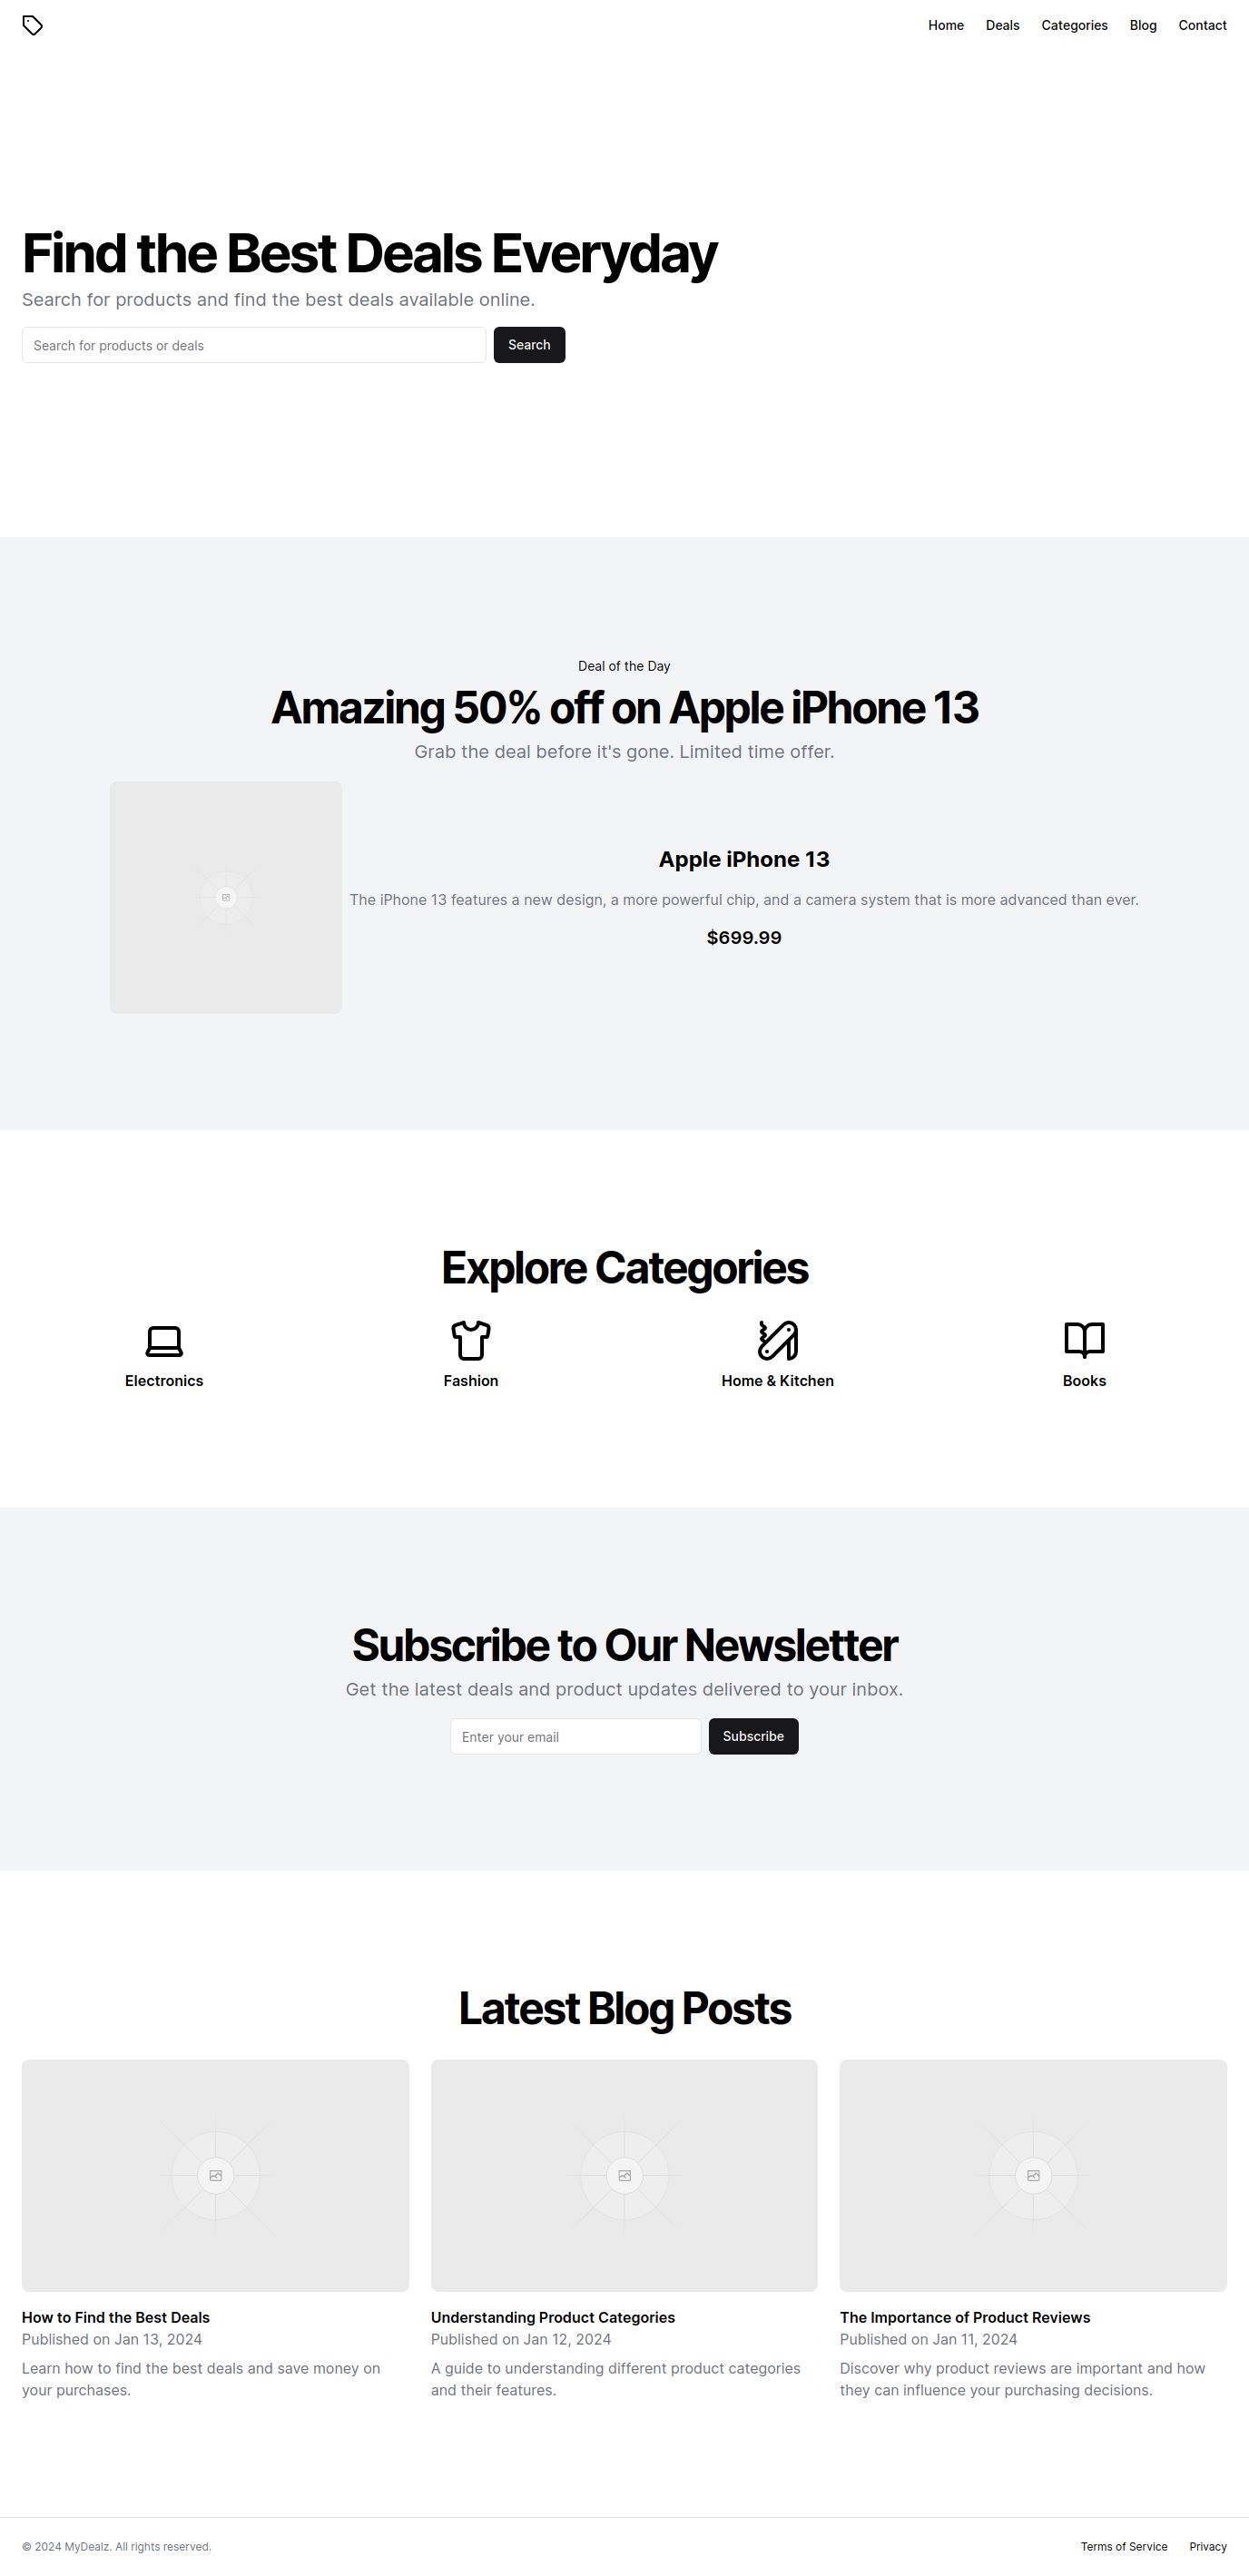 Home Deals Categories Blog Contact
Find the Best Deals Everyday
Search for products and find the best deals available online.
Search for products or deals Search
Deal of the Day
Amazing 50% off on Apple iPhone 13
Grab the deal before it's gone. Limited time offer.
Apple iPhone 13
The iPhone 13 features a new design, a more powerful chip, and a camera system that is more advanced than ever.
$699.99
Explore Categories
Electronics Fashion Home & Kitchen Books
Subscribe to Our Newsletter
Get the latest deals and product updates delivered to your inbox.
Enter your email Subscribe
Latest Blog Posts
How to Find the Best Deals
Published on Jan 13, 2024
Learn how to find the best deals and save money on
your purchases.
Understanding Product Categories
Published on Jan 12, 2024
A guide to understanding different product categories
and their features.
The Importance of Product Reviews
Published on Jan 11, 2024
Discover why product reviews are important and how
they can influence your purchasing decisions.
© 2024 MyDealz. All rights reserved. Terms of Service Privacy